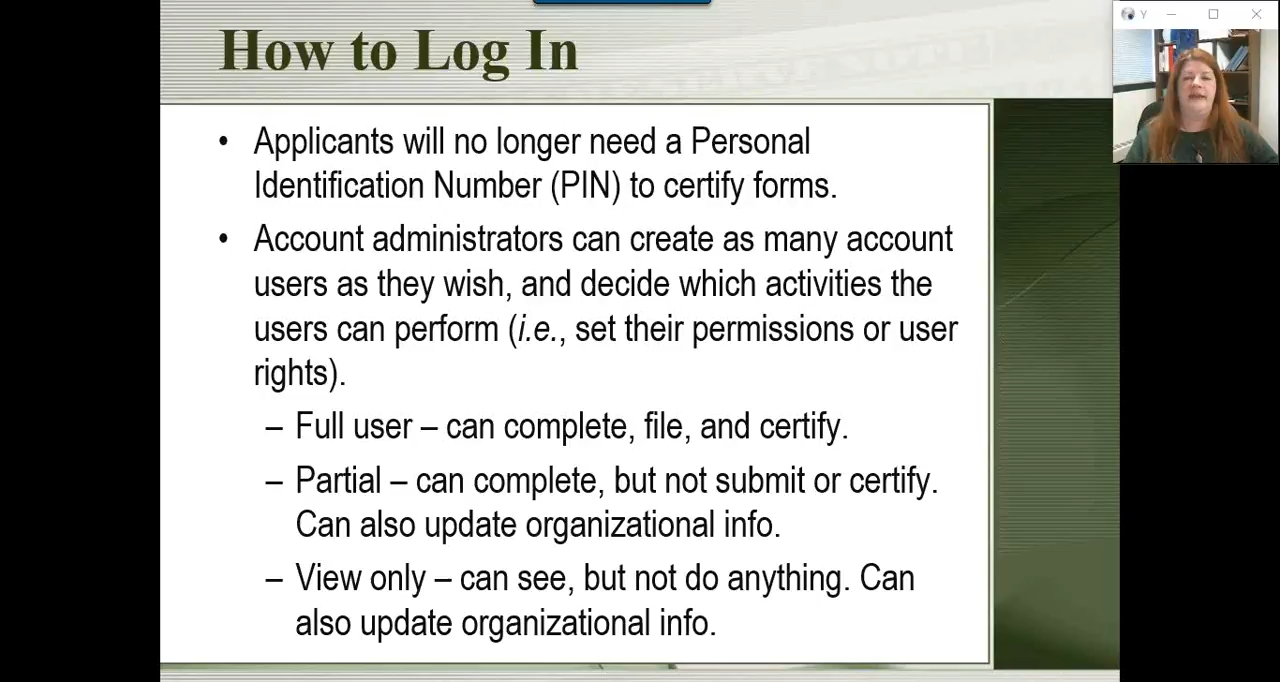 How to Log In
Y
• Applicants will no longer need a Personal
Identification Number (PIN) to certify forms.
• Account administrators can create as many account
users as they wish, and decide which activities the
users can perform (i.e., set their permissions or user
rights).
– Full user – can complete, file, and certify.
– Partial – can complete, but not submit or certify.
Can also update organizational info.
– View only – can see, but not do anything. Can
also update organizational info.